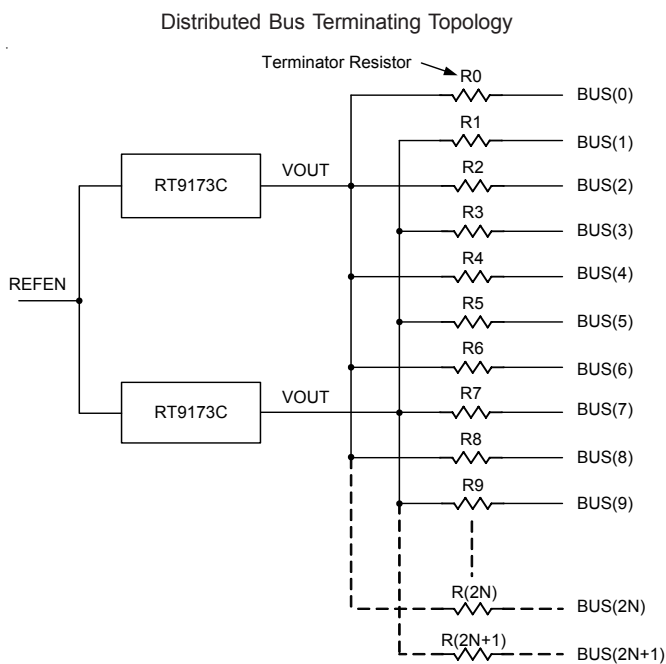 Distributed Bus Terminating Topology
Terminator Resistor
R0
BUS(0)
R1
BUS(1)
RT9173C
VOUT
R2
BUS(2)
R3
BUS(3)
R4
BUS(4)
REFEN
R5
BUS(5)
R6
BUS(6)
RT9173C
VOUT
R7
BUS(7)
R8
BUS(8)
R9
BUS(9)
R(2N)
BUS(2N)
R(2N+1)
BUS(2N+1)